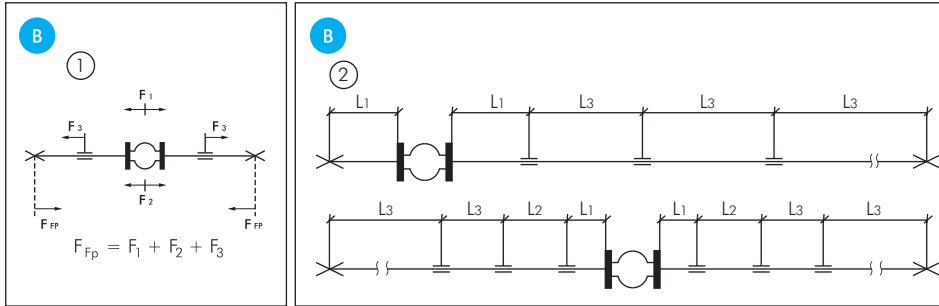 B
1
F1
F3 F3
F2
FFP FFP
FFp = F1 + F2 + F3
B
2
L1 L1 L3 L3 L3
L3 L3 L2 L1 L1 L2 L3 L3